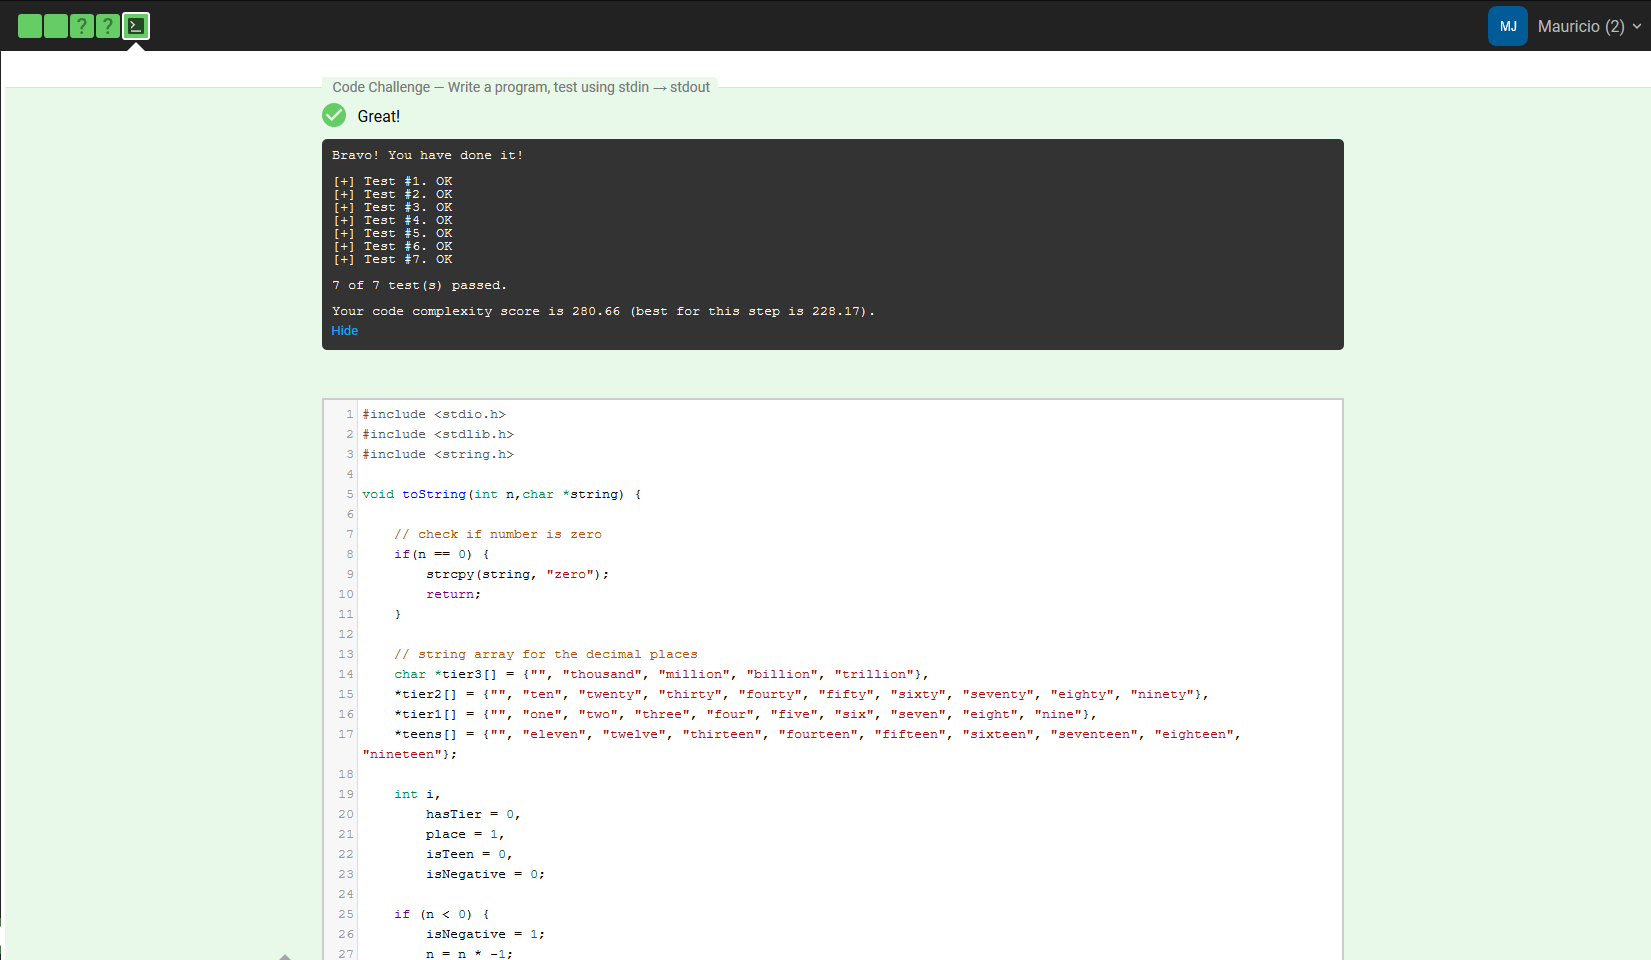 ? ? >_ MJ Mauricio (2)
Code Challenge — Write a program, test using stdin → stdout
Great!
Bravo! You have done it!
[+] Test #1. OK
[+] Test #2. OK
[+] Test #3. OK
[+] Test #4. OK
[+] Test #5. OK
[+] Test #6. OK
[+] Test #7. OK
7 of 7 test(s) passed.
Your code complexity score is 280.66 (best for this step is 228.17).
Hide
1 #include <stdio.h>
2 #include <stdlib.h>
3 #include <string.h>
4
5 void toString(int n,char *string) {
6
7     // check if number is zero
8     if(n == 0) {
9         strcpy(string, "zero");
10         return;
11     }
12
13     // string array for the decimal places
14     char *tier3[] = {"", "thousand", "million", "billion", "trillion"},
15     *tier2[] = {"", "ten", "twenty", "thirty", "fourty", "fifty", "sixty", "seventy", "eighty", "ninety"},
16     *tier1[] = {"", "one", "two", "three", "four", "five", "six", "seven", "eight", "nine"},
17     *teens[] = {"", "eleven", "twelve", "thirteen", "fourteen", "fifteen", "sixteen", "seventeen", "eighteen",
"nineteen"};
18
19     int i,
20         hasTier = 0,
21         place = 1,
22         isTeen = 0,
23         isNegative = 0;
24
25     if (n < 0) {
26         isNegative = 1;
27         n = n * -1;